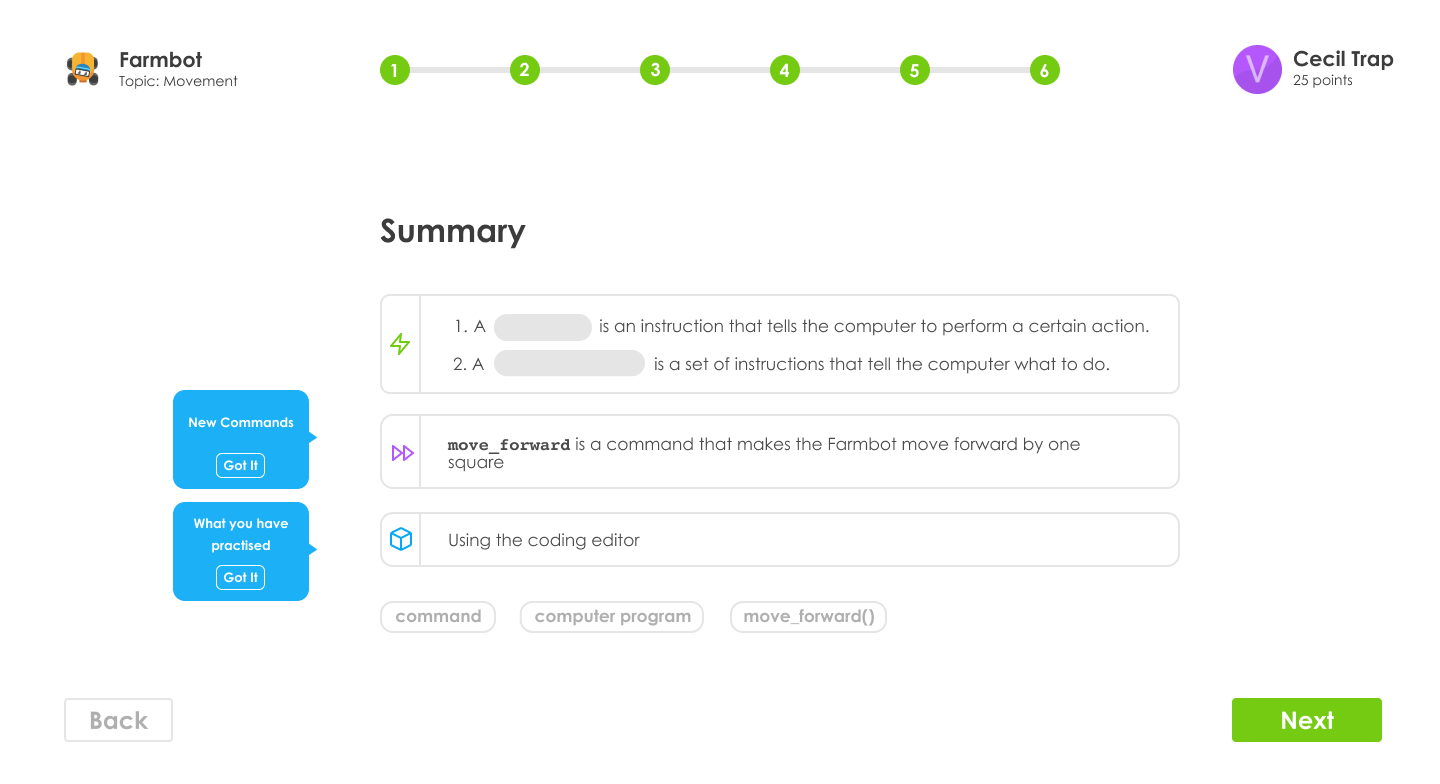 Farmbot
Topic: Movement
1
2
3
4
5
6
V
Cecil Trap
25 points
Summary
1. A is an instruction that tells the computer to perform a certain action.
2. A is a set of instructions that tell the computer what to do.
New Commands
Got It
move_forward is a command that makes the Farmbot move forward by one
square
What you have
practised
Got It
Using the coding editor
command
computer program
move_forward()
Back
Next